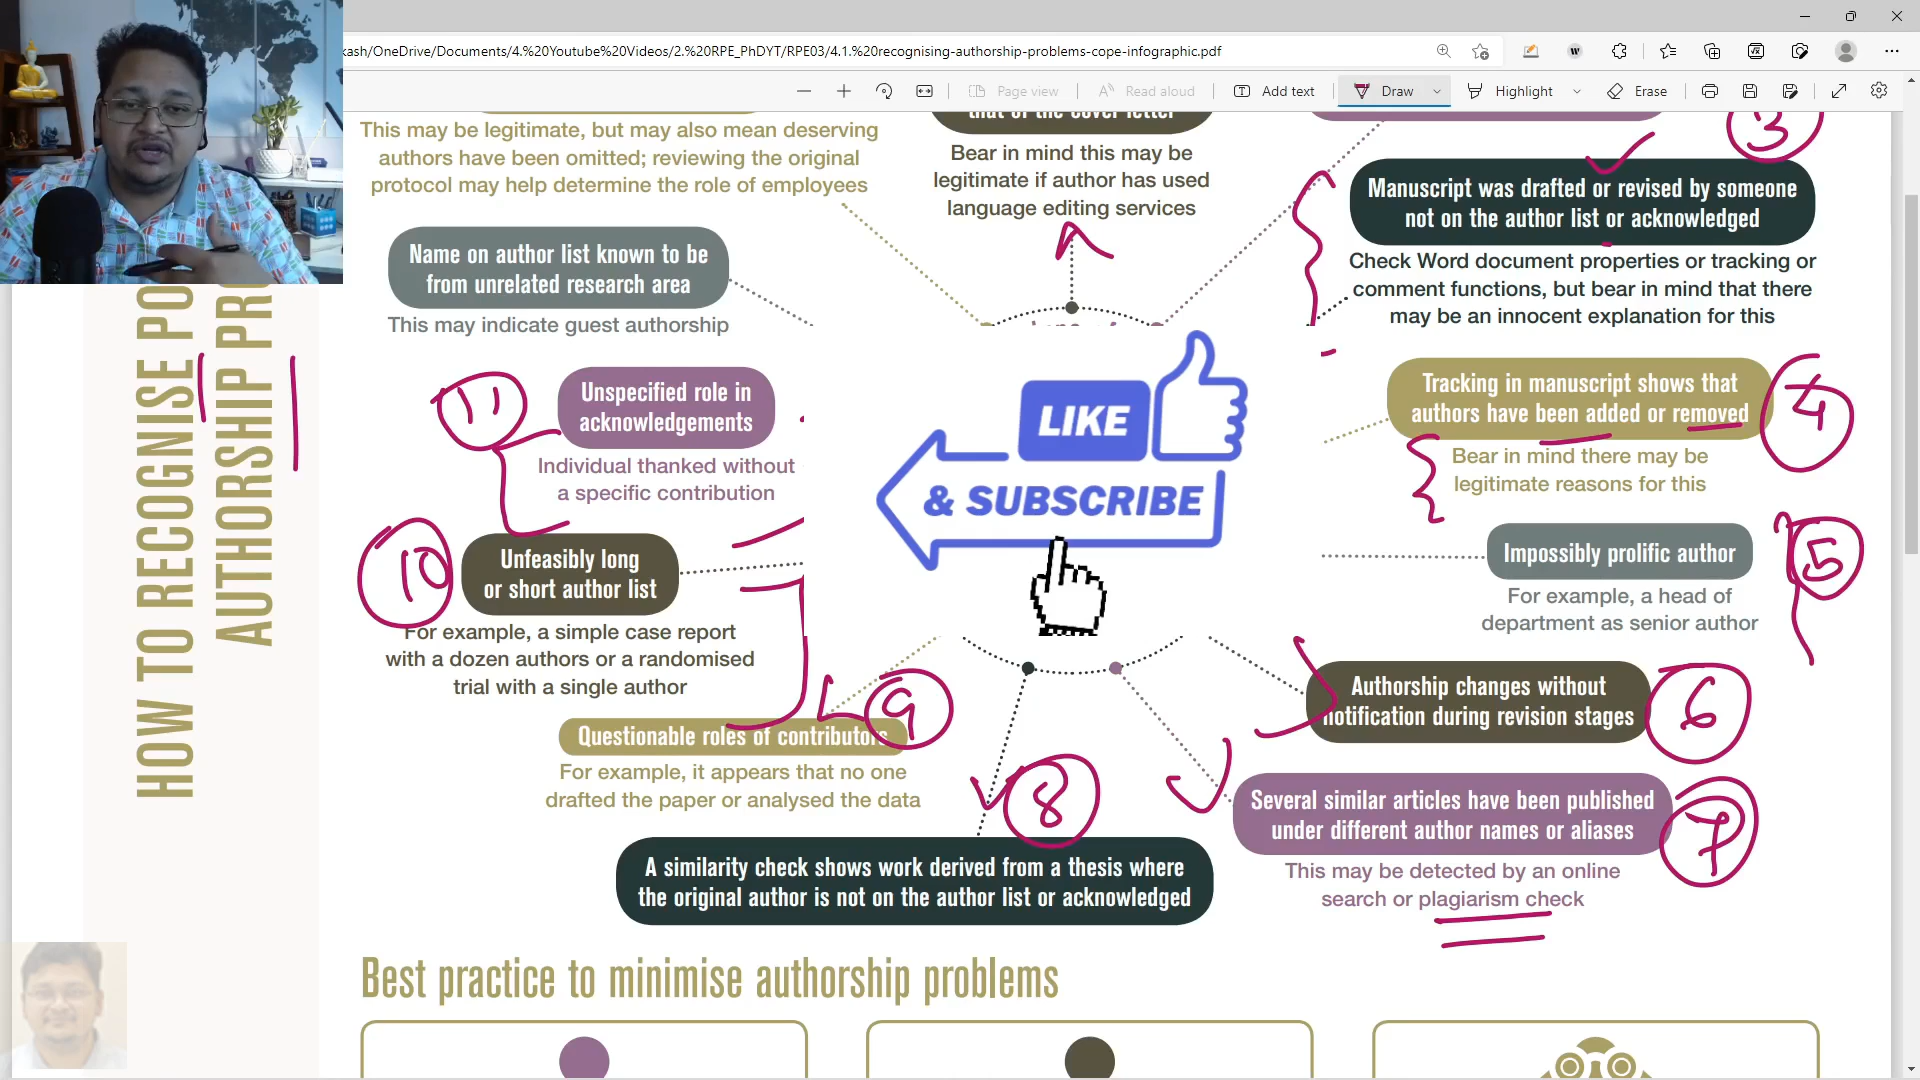 kash/OneDrive/Documents/4.%20Youtube%20Videos/2.%20RPE_PhDYT/RPE03/4.1.%20recognising-authorship-problems-cope-infographic.pdf
Page view
Read aloud
Add text
Draw
Highlight
Erase
HOW TO RECOGNISE PO
AUTHORSHIP PR
This may be legitimate, but may also mean deserving
authors have been omitted; reviewing the original
protocol may help determine the role of employees
that of the cover letter
Bear in mind this may be
legitimate if author has used
language editing services
3
Manuscript was drafted or revised by someone
not on the author list or acknowledged
Check Word document properties or tracking or
comment functions, but bear in mind that there
may be an innocent explanation for this
Name on author list known to be
from unrelated research area
This may indicate guest authorship
11
Unspecified role in
acknowledgements
Individual thanked without
a specific contribution
LIKE
& SUBSCRIBE
Tracking in manuscript shows that
authors have been added or removed
4
Bear in mind there may be
legitimate reasons for this
10
Unfeasibly long
or short author list
For example, a simple case report
with a dozen authors or a randomised
trial with a single author
Impossibly prolific author
5
For example, a head of
department as senior author
Authorship changes without
notification during revision stages
6
9
Questionable roles of contributors
For example, it appears that no one
drafted the paper or analysed the data
8
Several similar articles have been published
under different author names or aliases
7
This may be detected by an online
search or plagiarism check
A similarity check shows work derived from a thesis where
the original author is not on the author list or acknowledged
Best practice to minimise authorship problems